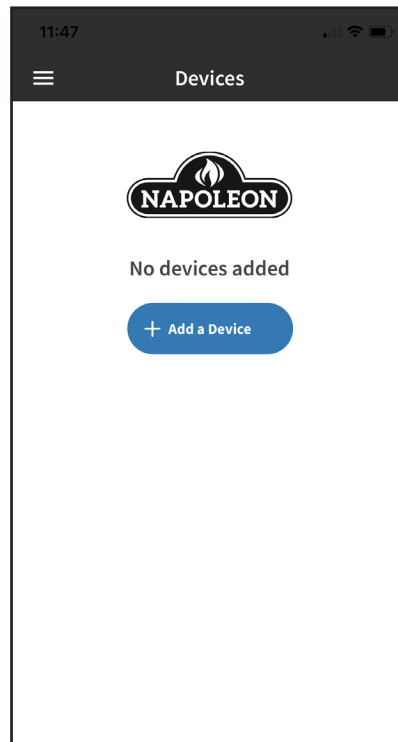 11:47
Devices
NAPOLEON
No devices added
+ Add a Device